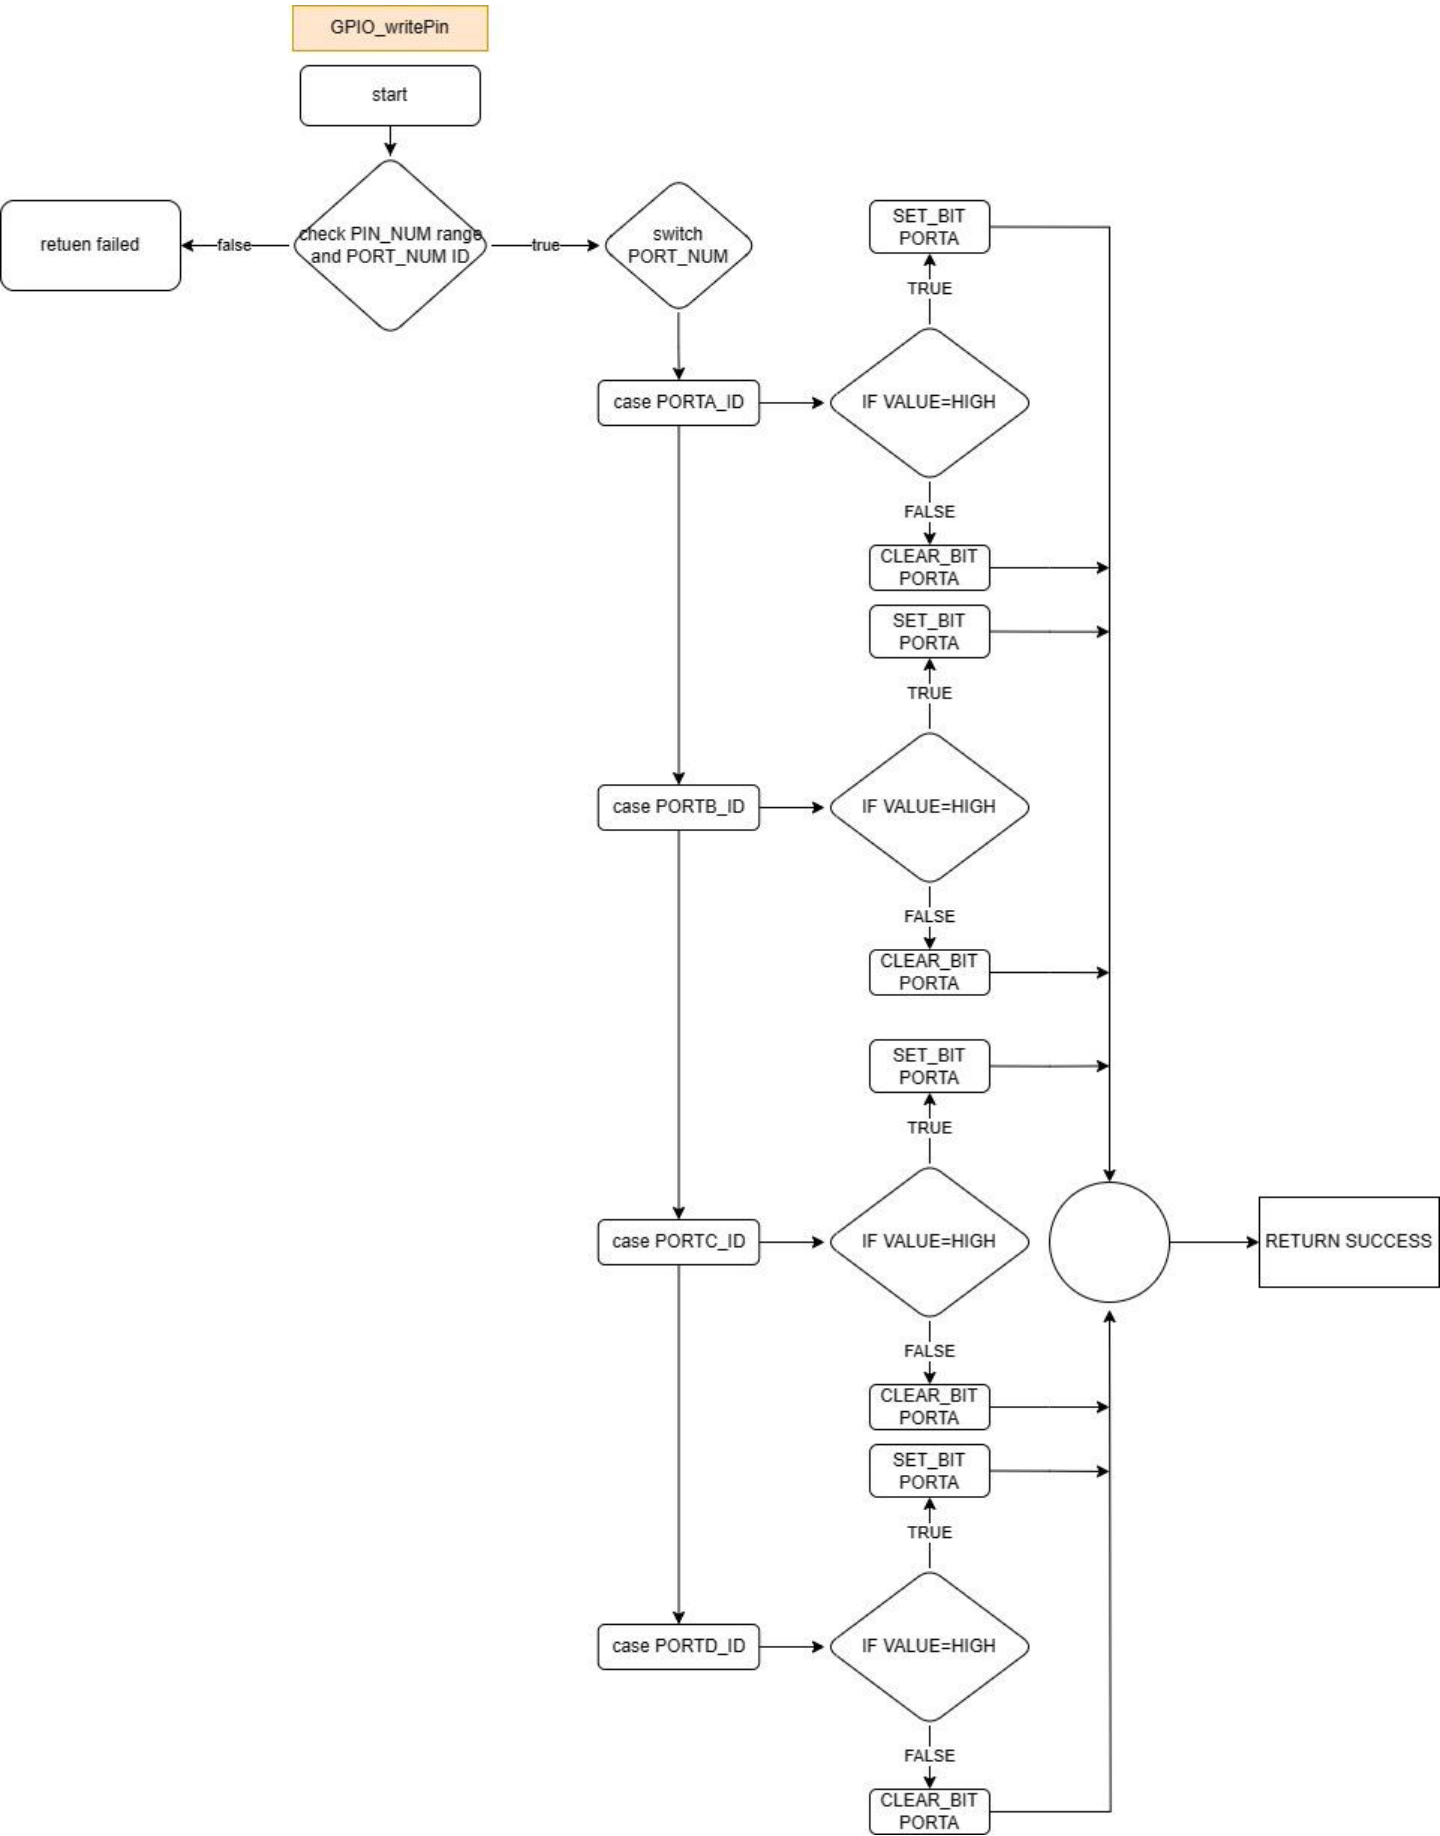 GPIO_writePin
start
retuen failed
false
check PIN_NUM range
and PORT_NUM ID
true
switch
PORT_NUM
SET_BIT
PORTA
TRUE
case PORTA_ID
IF VALUE=HIGH
FALSE
CLEAR_BIT
PORTA
SET_BIT
PORTA
TRUE
case PORTB_ID
IF VALUE=HIGH
FALSE
CLEAR_BIT
PORTA
SET_BIT
PORTA
TRUE
case PORTC_ID
IF VALUE=HIGH
RETURN SUCCESS
FALSE
CLEAR_BIT
PORTA
SET_BIT
PORTA
TRUE
case PORTD_ID
IF VALUE=HIGH
FALSE
CLEAR_BIT
PORTA